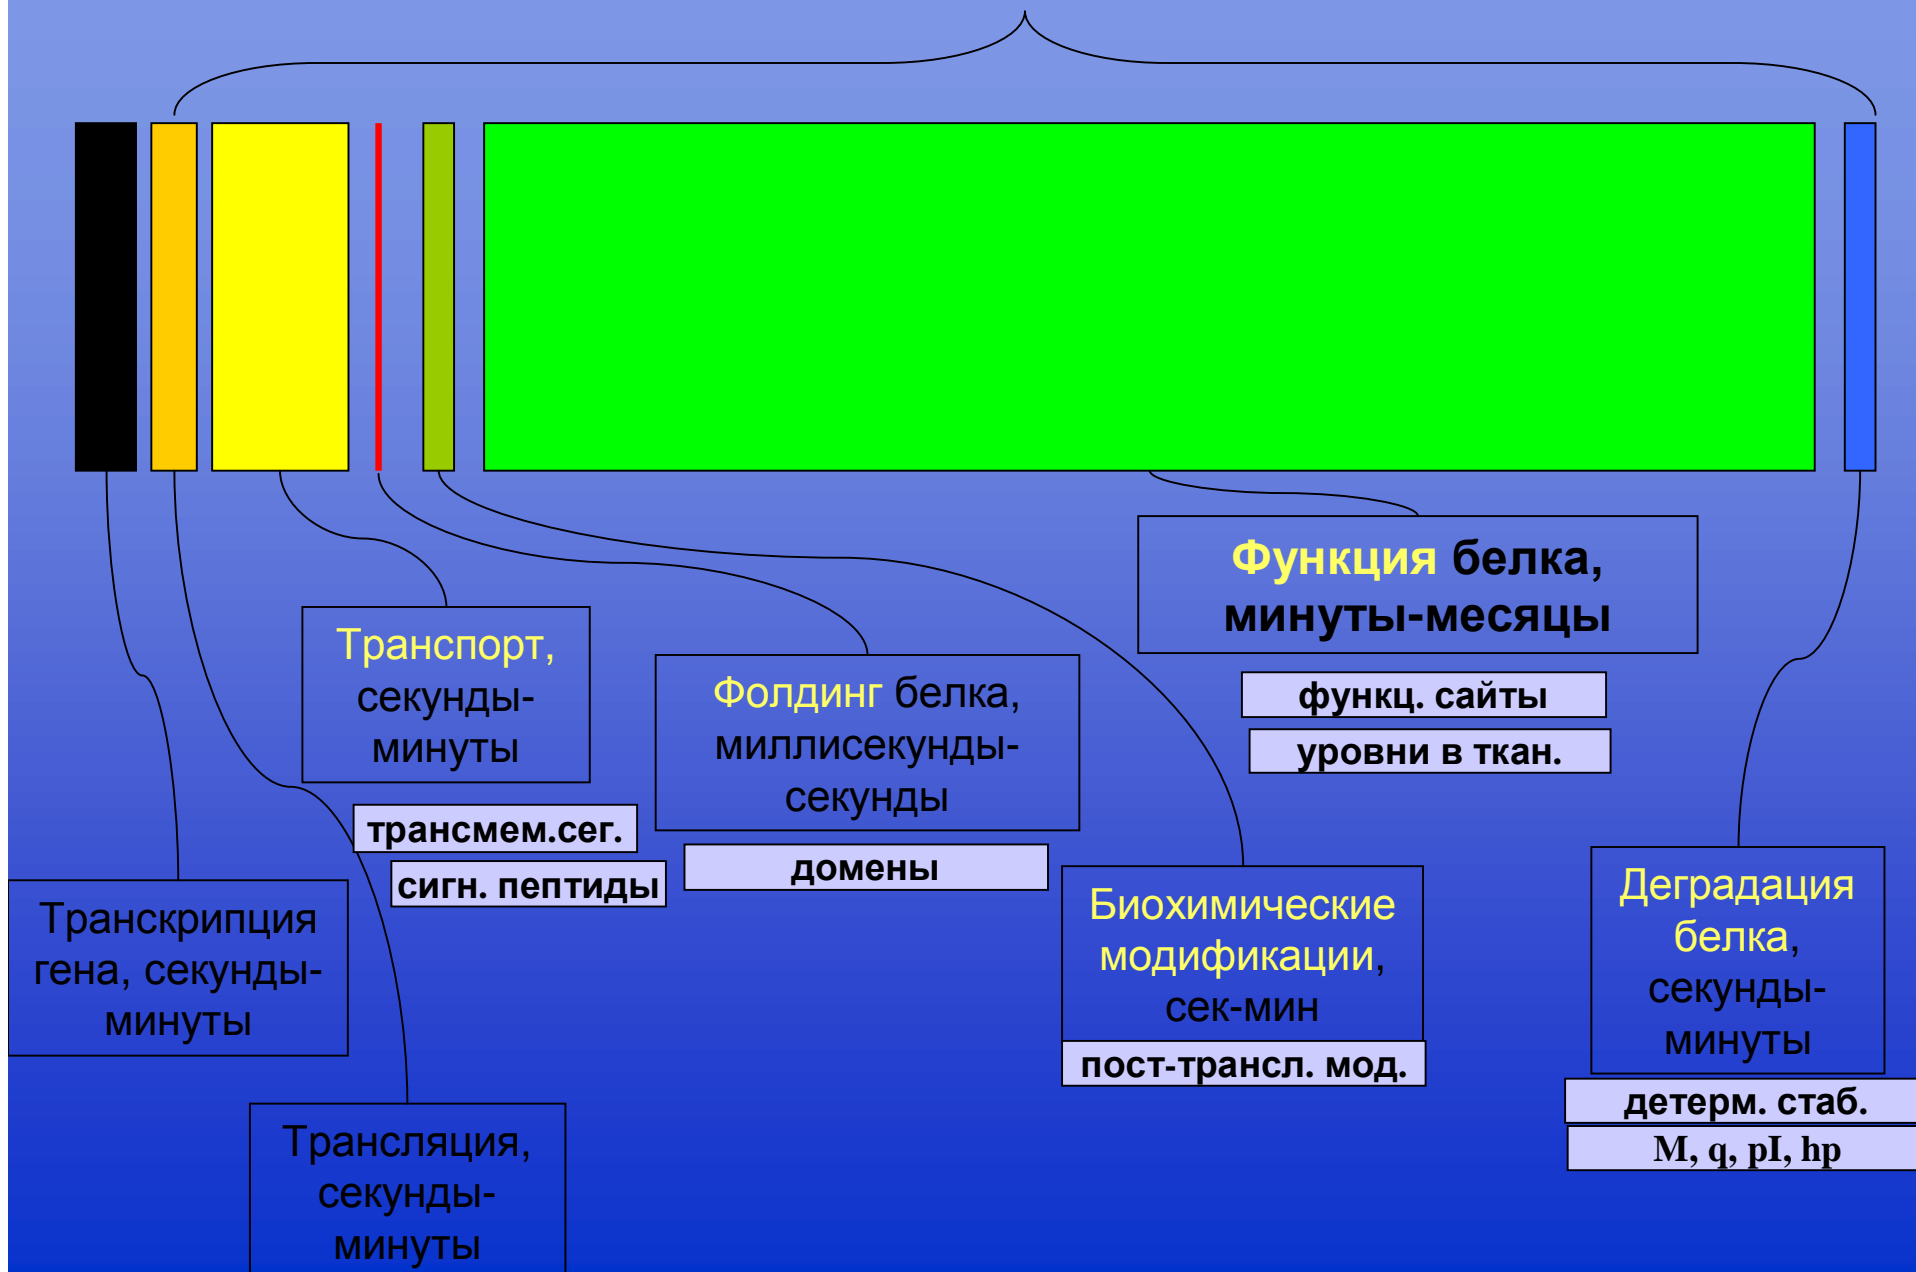 Функция белка,
минуты-месяцы
функц. сайты
уровни в ткан.
Транспорт,
секунды-
минуты
трансмем.сег.
сигн. пептиды
Фолдинг белка,
миллисекунды-
секунды
домены
Транскрипция
гена, секунды-
минуты
Биохимические
модификации,
сек-мин
пост-трансл. мод.
Деградация
белка,
секунды-
минуты
детерм. стаб.
M, q, pI, hp
Трансляция,
секунды-
минуты